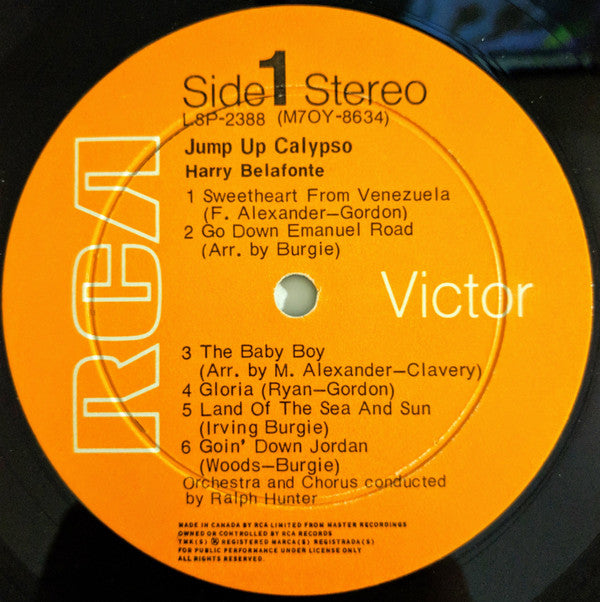 Side 1 Stereo
LSP-2388 (M7OY-8634)
Jump Up Calypso
Harry Belafonte
1 Sweetheart From Venezuela
(F. Alexander—Gordon)
2 Go Down Emanuel Road
(Arr. by Burgie)
RCA
Victor
3 The Baby Boy
(Arr. by M. Alexander—Clavery)
4 Gloria (Ryan—Gordon)
5 Land Of The Sea And Sun
(Irving Burgie)
6 Goin' Down Jordan
(Woods—Burgie)
Orchestra and Chorus conducted
by Ralph Hunter
MADE IN CANADA BY RCA LIMITED FROM MASTER RECORDINGS
OWNED OR CONTROLLED BY RCA RECORDS
TMK(S) ® REGISTERED MARCA(S) REGISTRADA(S)
FOR PUBLIC PERFORMANCE UNDER LICENSE ONLY
ALL RIGHTS RESERVED.